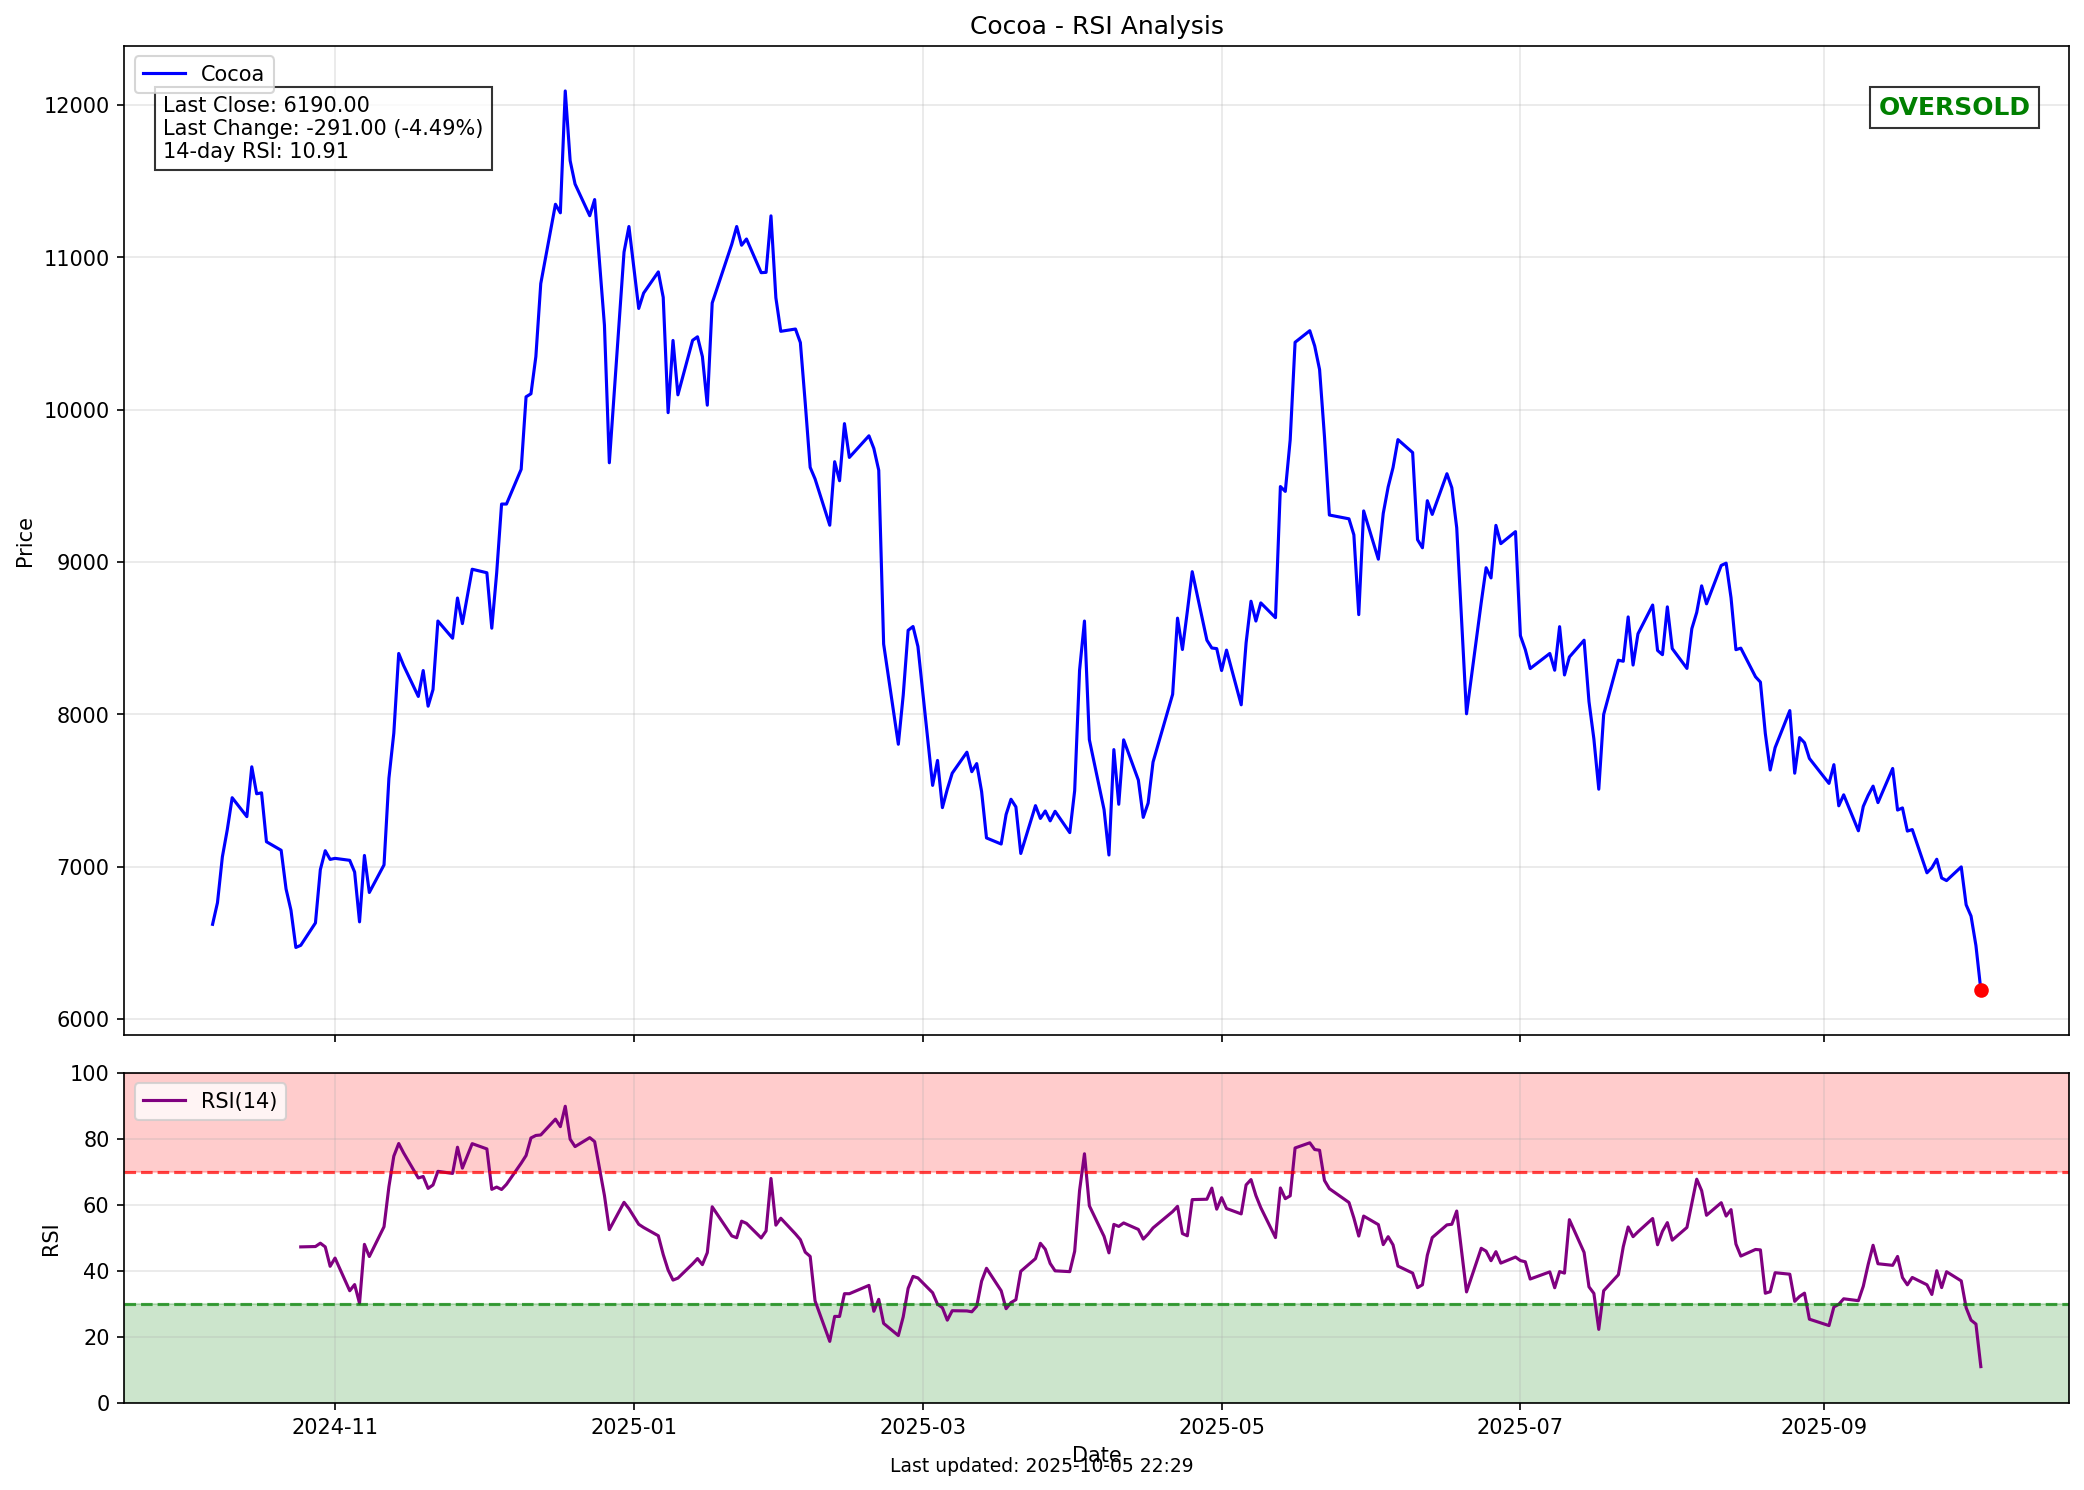 Cocoa - RSI Analysis
Cocoa
Last Close: 6190.00
Last Change: -291.00 (-4.49%)
14-day RSI: 10.91
OVERSOLD
12000
11000
10000
9000
8000
7000
6000
Price
RSI(14)
100
80
60
40
20
0
RSI
2024-11
2025-01
2025-03
2025-05
2025-07
2025-09
Date
Last updated: 2025-10-05 22:29